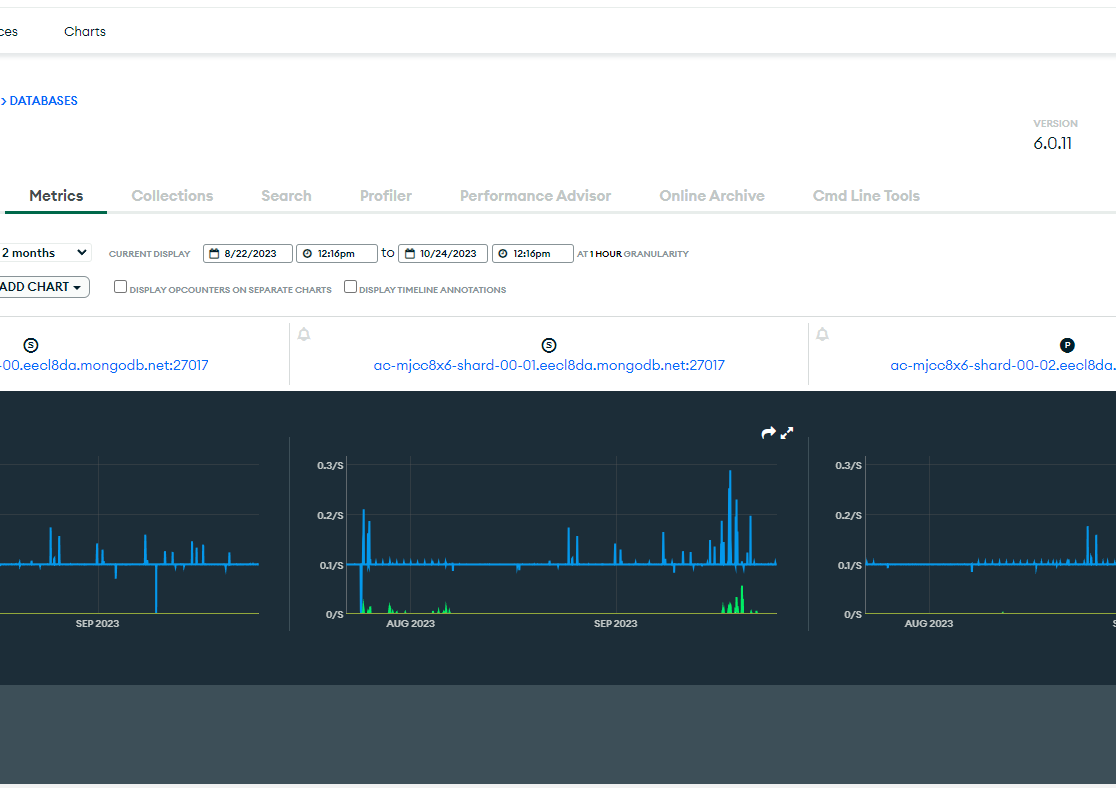 ces Charts
> DATABASES
VERSION
6.0.11
Metrics Collections Search Profiler Performance Advisor Online Archive Cmd Line Tools
2 months CURRENT DISPLAY 8/22/2023 12:16pm to 10/24/2023 12:16pm AT 1 HOUR GRANULARITY
ADD CHART DISPLAY OPCOUNTERS ON SEPARATE CHARTS DISPLAY TIMELINE ANNOTATIONS
S S P
-00.eecl8da.mongodb.net:27017 ac-mjcc8x6-shard-00-01.eecl8da.mongodb.net:27017 ac-mjcc8x6-shard-00-02.eecl8da.
0.3/S 0.3/S
0.2/S 0.2/S
0.1/S 0.1/S
0/S 0/S
SEP 2023 AUG 2023 SEP 2023 AUG 2023 S